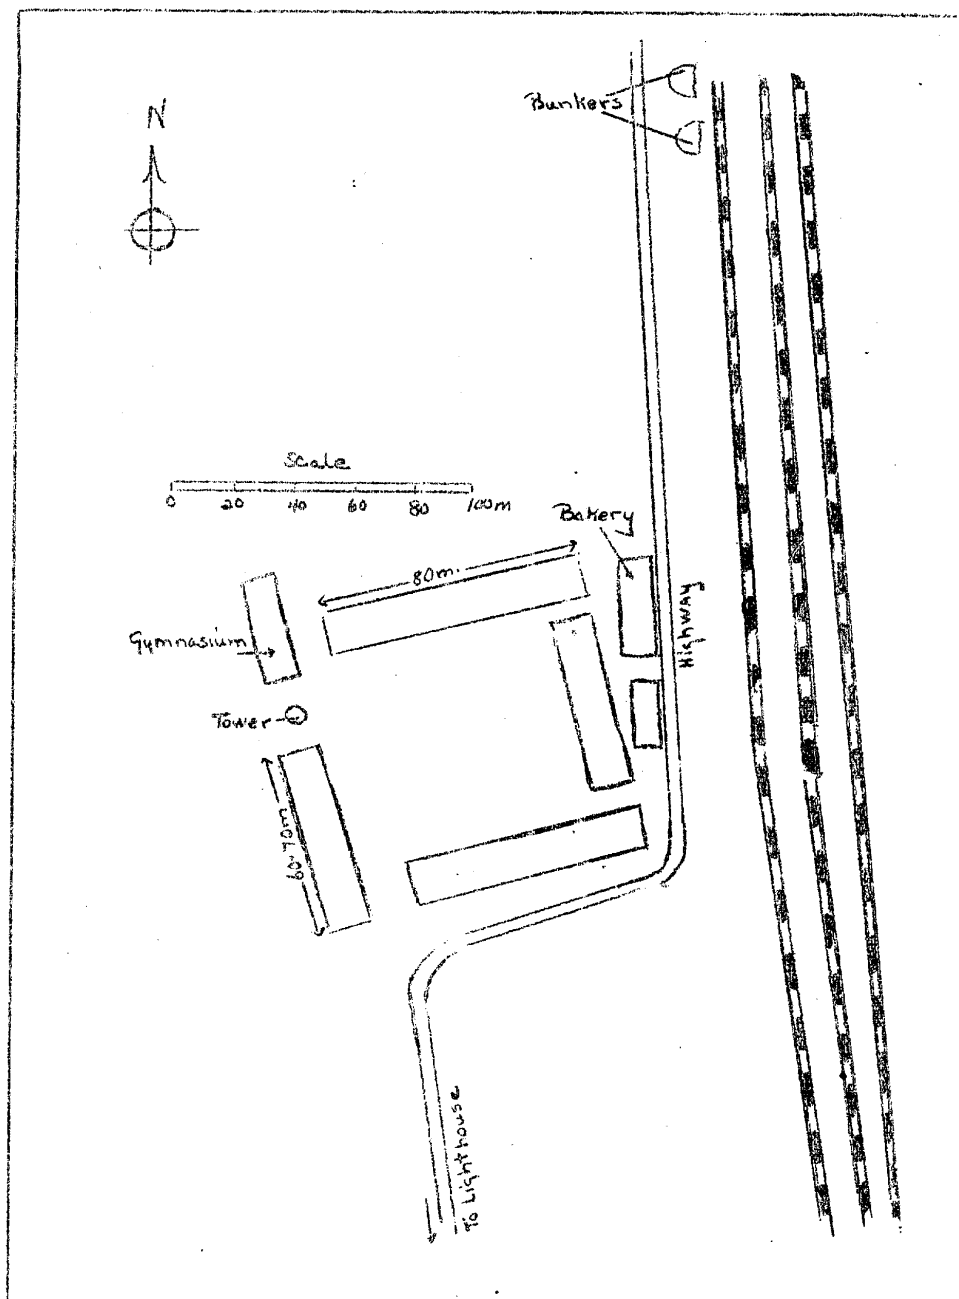 Bunkers
N
Scale
0 20 40 60 80 100m
Bakery
80m.
Gymnasium
Highway
Tower
60-70m
To Lighthouse